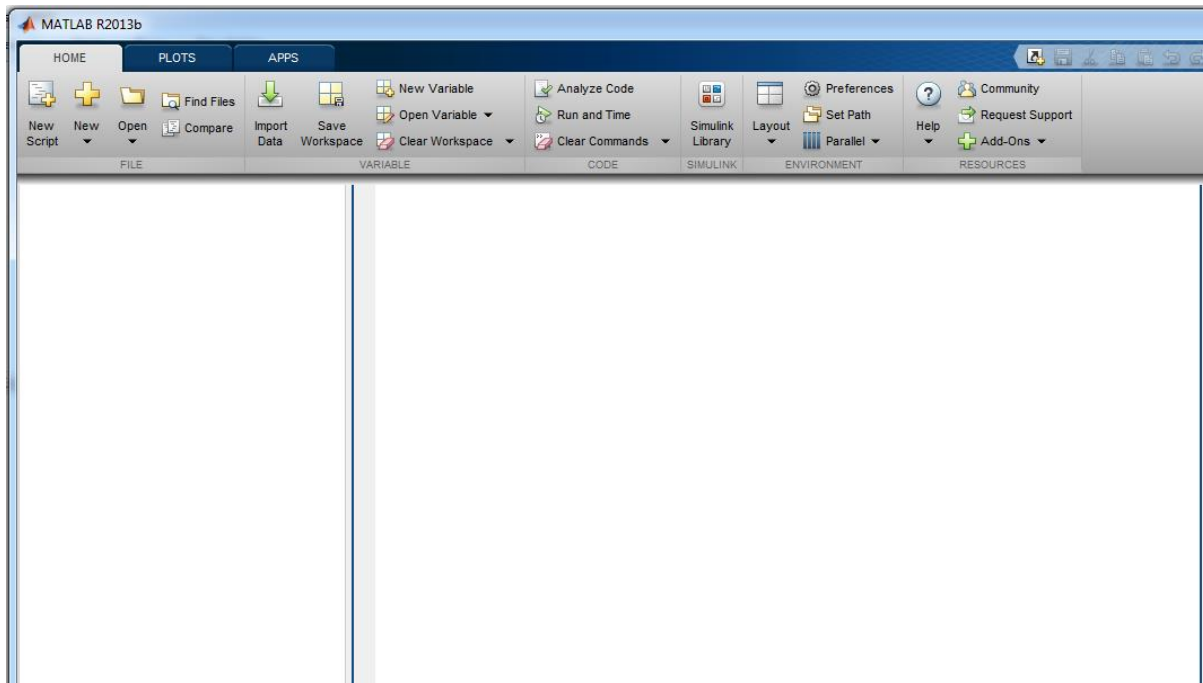 MATLAB R2013b
HOME PLOTS APPS
New Script
New
Open
Find Files
Compare
FILE
Import Data
Save Workspace
New Variable
Open Variable
Clear Workspace
VARIABLE
Analyze Code
Run and Time
Clear Commands
CODE
Simulink Library
SIMULINK
Layout
Preferences
Set Path
Parallel
ENVIRONMENT
? Help
Community
Request Support
Add-Ons
RESOURCES